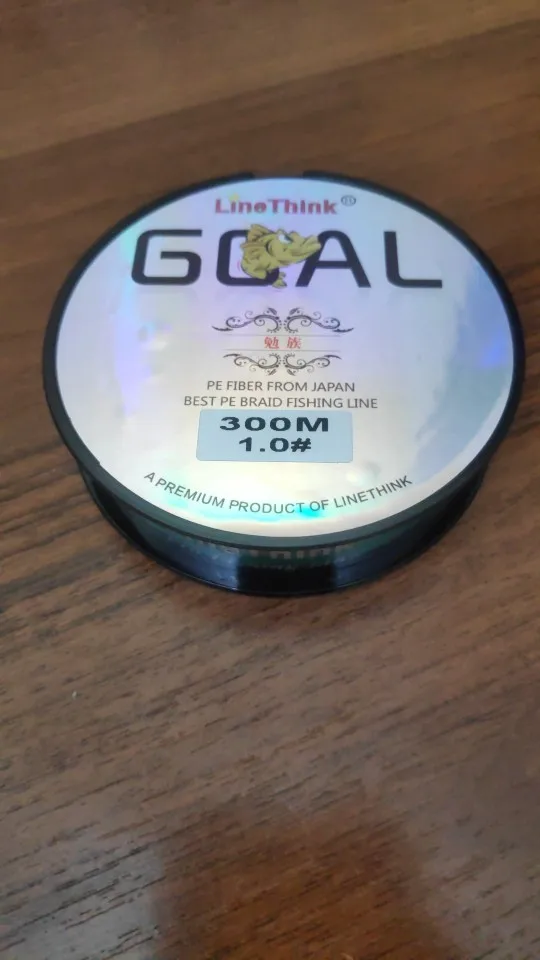 LineThink®
GOAL
勉 族
PE FIBER FROM JAPAN
BEST PE BRAID FISHING LINE
300M
1.0#
A PREMIUM PRODUCT OF LINETHINK